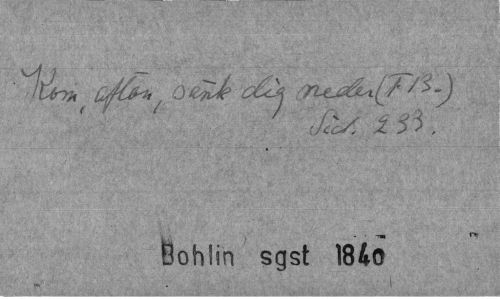 Kom, afton, sänk dig neder (F B.)
Sid. 233.
Bohlin sgst 1840